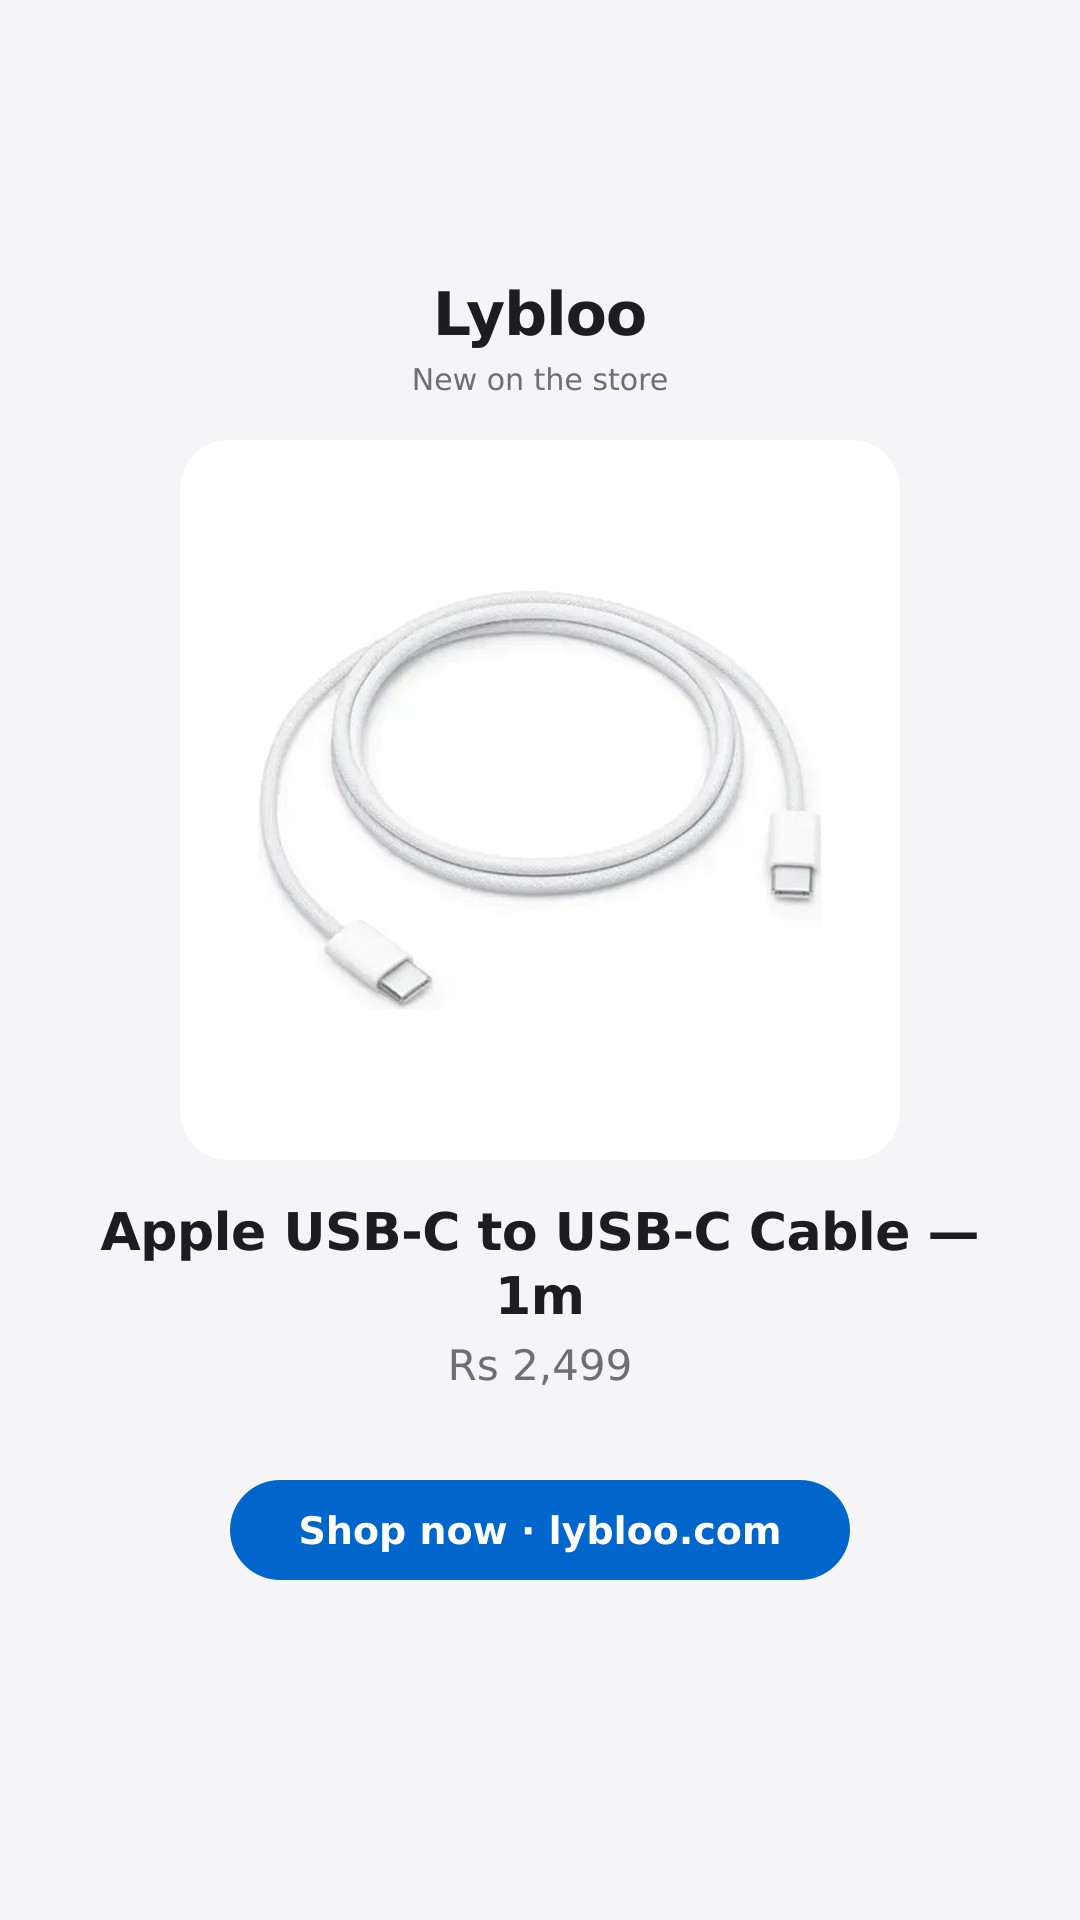 Lybloo
New on the store
Apple USB-C to USB-C Cable —
1m
Rs 2,499
Shop now · lybloo.com